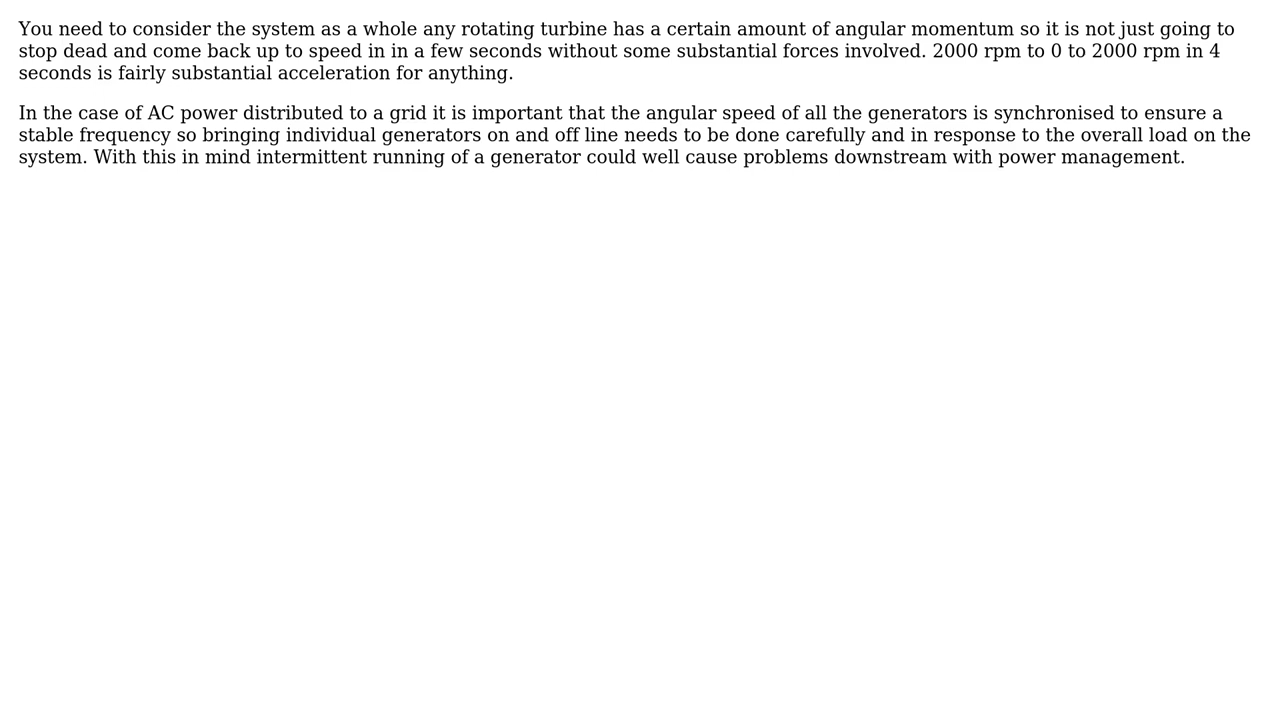 You need to consider the system as a whole any rotating turbine has a certain amount of angular momentum so it is not just going to
stop dead and come back up to speed in in a few seconds without some substantial forces involved. 2000 rpm to 0 to 2000 rpm in 4
seconds is fairly substantial acceleration for anything.
In the case of AC power distributed to a grid it is important that the angular speed of all the generators is synchronised to ensure a
stable frequency so bringing individual generators on and off line needs to be done carefully and in response to the overall load on the
system. With this in mind intermittent running of a generator could well cause problems downstream with power management.